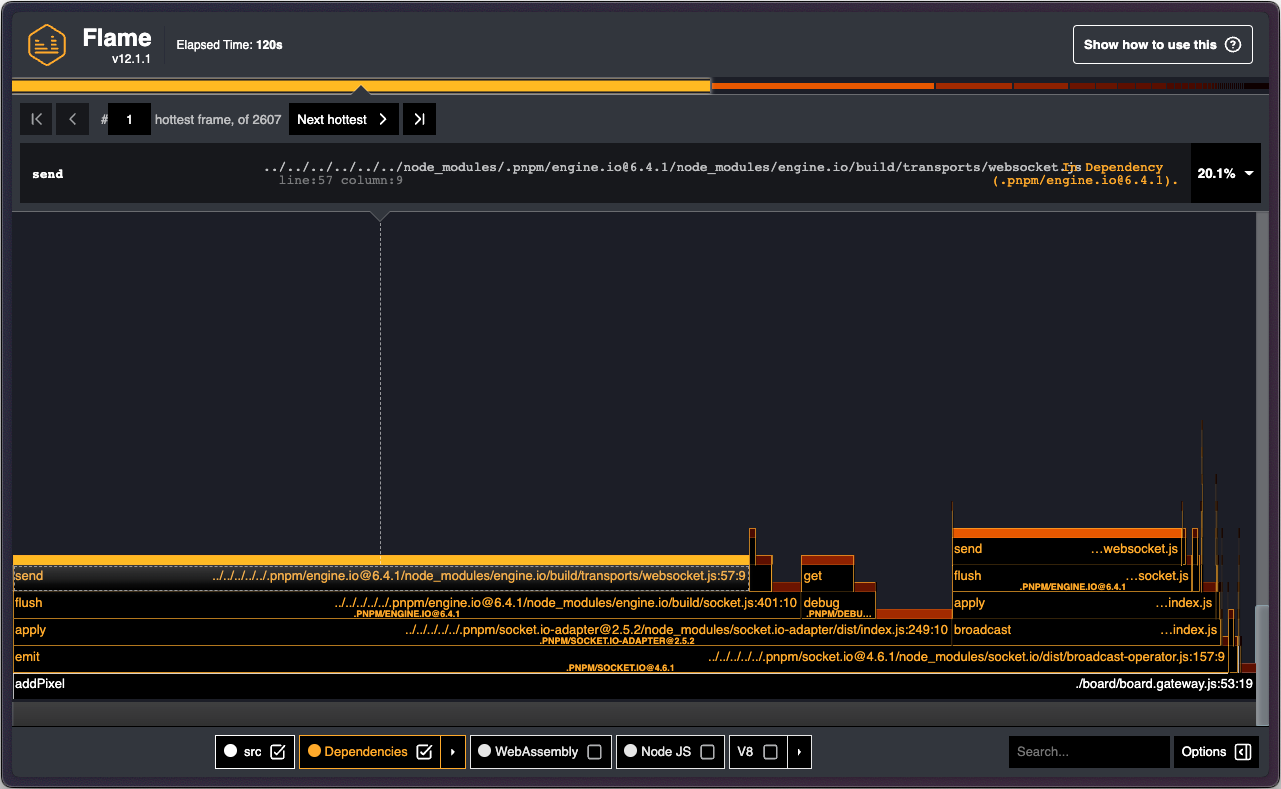 Flame
v12.1.1
Elapsed Time: 120s
Show how to use this ?
# 1 hottest frame, of 2607 Next hottest
send
../../../../../../node_modules/.pnpm/engine.io@6.4.1/node_modules/engine.io/build/transports/websocket.js
line:57 column:9
In Dependency
(.pnpm/engine.io@6.4.1).
20.1%
send …websocket.js
send ../../../../../.pnpm/engine.io@6.4.1/node_modules/engine.io/build/transports/websocket.js:57:9
get
flush …socket.js
.PNPM/ENGINE.IO@6.4.1
flush ../../../../../.pnpm/engine.io@6.4.1/node_modules/engine.io/build/socket.js:401:10
.PNPM/ENGINE.IO@6.4.1
debug
.PNPM/DEBU…
apply …index.js
apply ../../../../../.pnpm/socket.io-adapter@2.5.2/node_modules/socket.io-adapter/dist/index.js:249:10
.PNPM/SOCKET.IO-ADAPTER@2.5.2
broadcast …index.js
emit ../../../../../.pnpm/socket.io@4.6.1/node_modules/socket.io/dist/broadcast-operator.js:157:9
.PNPM/SOCKET.IO@4.6.1
addPixel ./board/board.gateway.js:53:19
src Dependencies WebAssembly Node JS V8 Search... Options